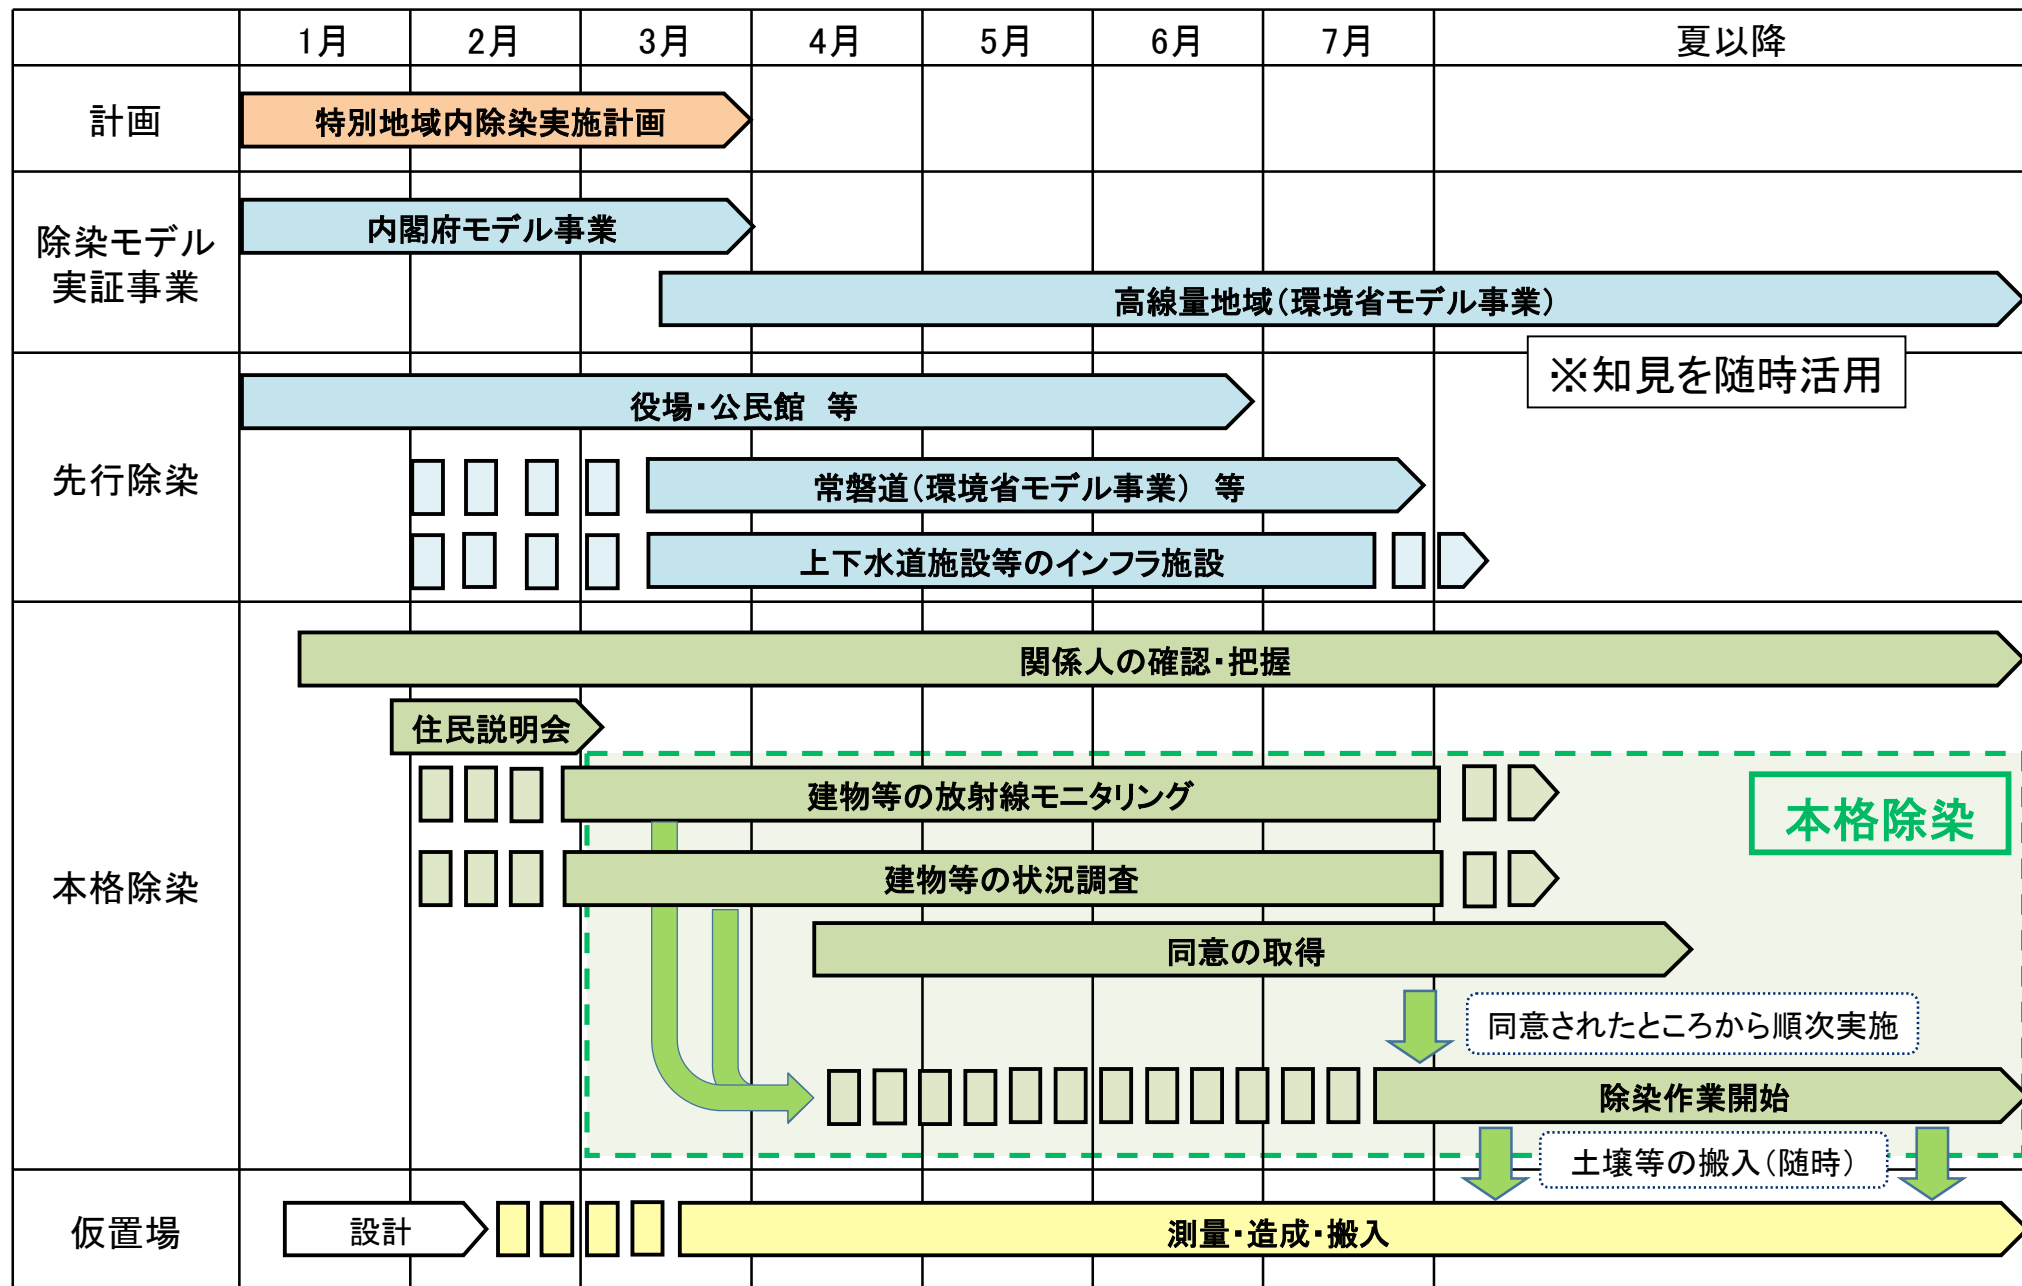 1月 2月 3月 4月 5月 6月 7月 夏以降
計画
特別地域内除染実施計画
除染モデル
実証事業
内閣府モデル事業
高線量地域(環境省モデル事業)
※知見を随時活用
先行除染
役場・公民館 等
常磐道(環境省モデル事業) 等
上下水道施設等のインフラ施設
本格除染
関係人の確認・把握
住民説明会
建物等の放射線モニタリング
本格除染
建物等の状況調査
同意の取得
同意されたところから順次実施
除染作業開始
土壌等の搬入(随時)
仮置場
設計
測量・造成・搬入